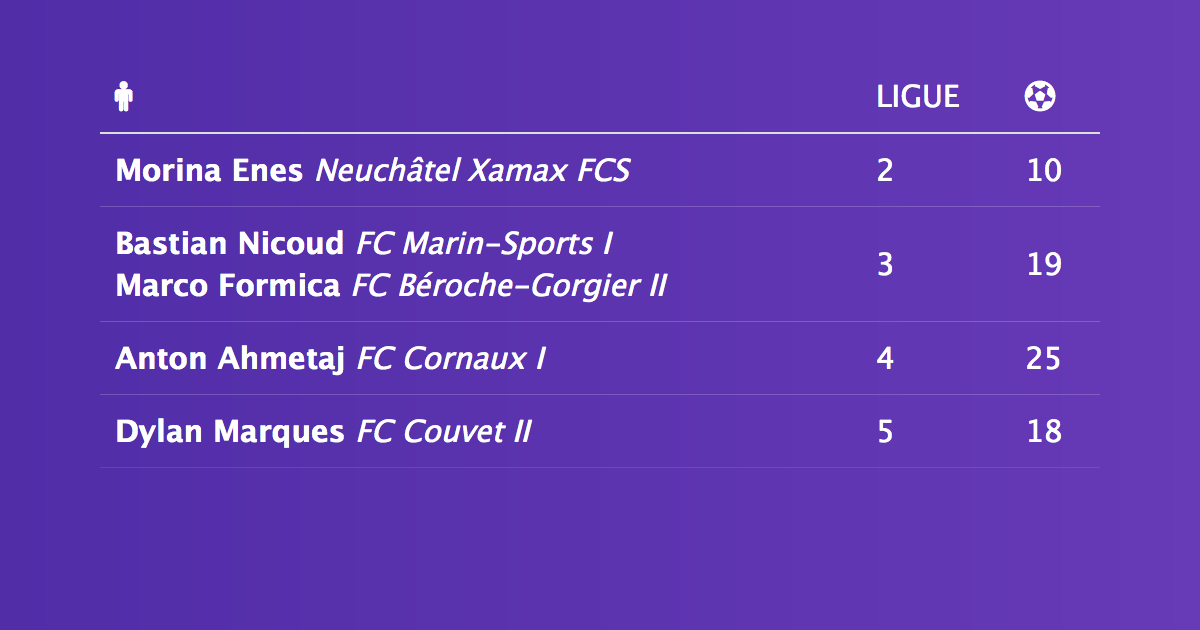 LIGUE
Morina Enes Neuchâtel Xamax FCS 2 10
Bastian Nicoud FC Marin-Sports I
Marco Formica FC Béroche-Gorgier II 3 19
Anton Ahmetaj FC Cornaux I 4 25
Dylan Marques FC Couvet II 5 18